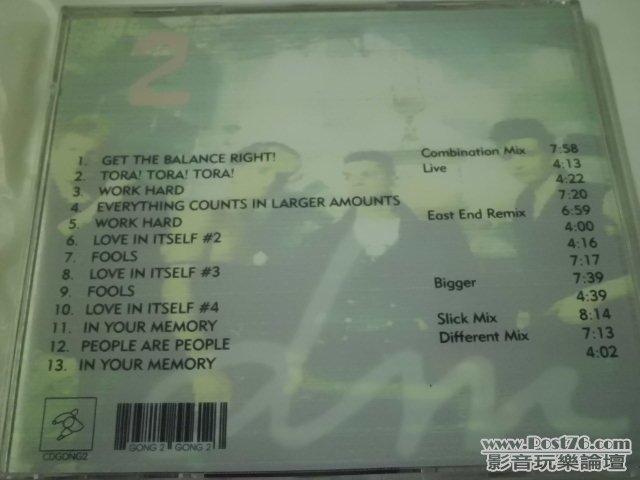 2
1. GET THE BALANCE RIGHT! Combination Mix 7:58
2. TORA! TORA! TORA! Live 4:13
3. WORK HARD 4:22
4. EVERYTHING COUNTS IN LARGER AMOUNTS 7:20
5. WORK HARD East End Remix 6:59
6. LOVE IN ITSELF #2 4:00
7. FOOLS 4:16
8. LOVE IN ITSELF #3 7:17
9. FOOLS Bigger 7:39
10. LOVE IN ITSELF #4 4:39
11. IN YOUR MEMORY Slick Mix 8:14
12. PEOPLE ARE PEOPLE Different Mix 7:13
13. IN YOUR MEMORY 4:02
dm
CDGONG2
GONG 2 GONG 2
www.Post76.com
影音玩樂論壇